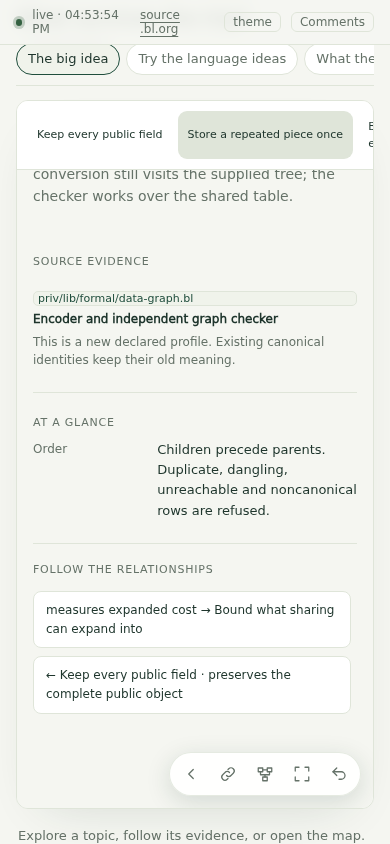 live · 04:53:54 PM
source.bl.org
theme
Comments
The big idea
Try the language ideas
What the
Keep every public field
Store a repeated piece once
conversion still visits the supplied tree; the
checker works over the shared table.
SOURCE EVIDENCE
priv/lib/formal/data-graph.bl
Encoder and independent graph checker
This is a new declared profile. Existing canonical
identities keep their old meaning.
AT A GLANCE
Order
Children precede parents.
Duplicate, dangling,
unreachable and noncanonical
rows are refused.
FOLLOW THE RELATIONSHIPS
measures expanded cost → Bound what sharing
can expand into
← Keep every public field · preserves the
complete public object
Explore a topic, follow its evidence, or open the map.